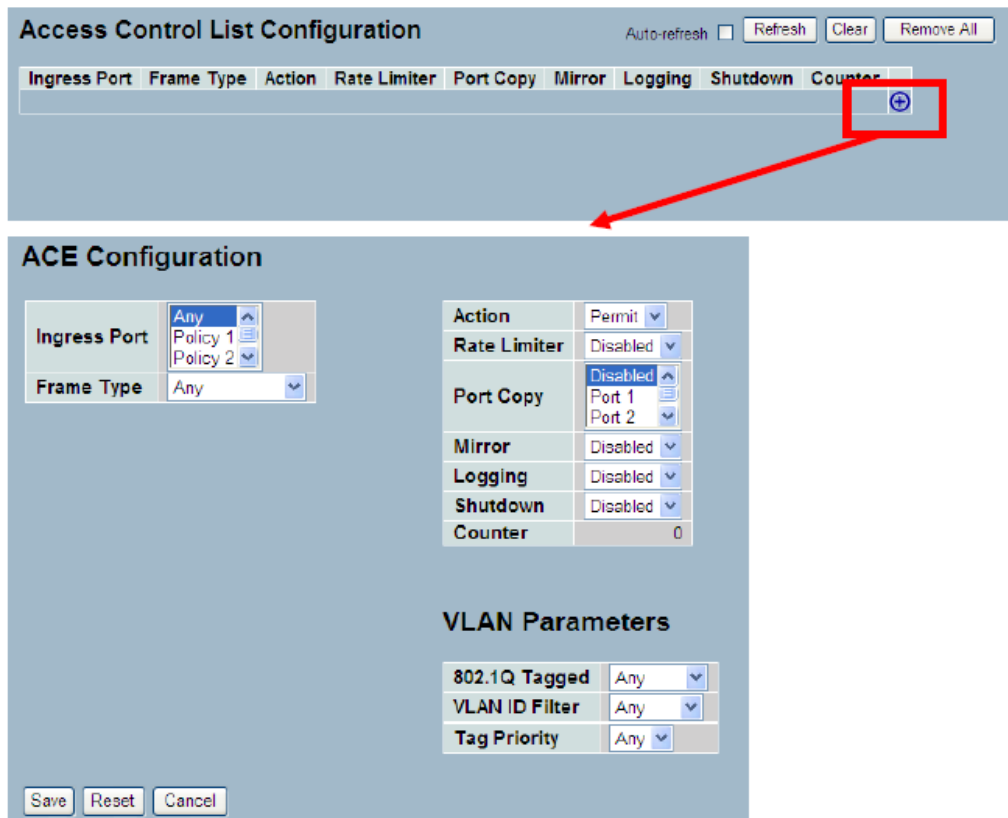 Access Control List Configuration
Auto-refresh Refresh Clear Remove All
Ingress Port Frame Type Action Rate Limiter Port Copy Mirror Logging Shutdown Counter
ACE Configuration
Ingress Port
Any
Policy 1
Policy 2
Frame Type Any
Action Permit
Rate Limiter Disabled
Port Copy
Disabled
Port 1
Port 2
Mirror Disabled
Logging Disabled
Shutdown Disabled
Counter 0
VLAN Parameters
802.1Q Tagged Any
VLAN ID Filter Any
Tag Priority Any
Save Reset Cancel